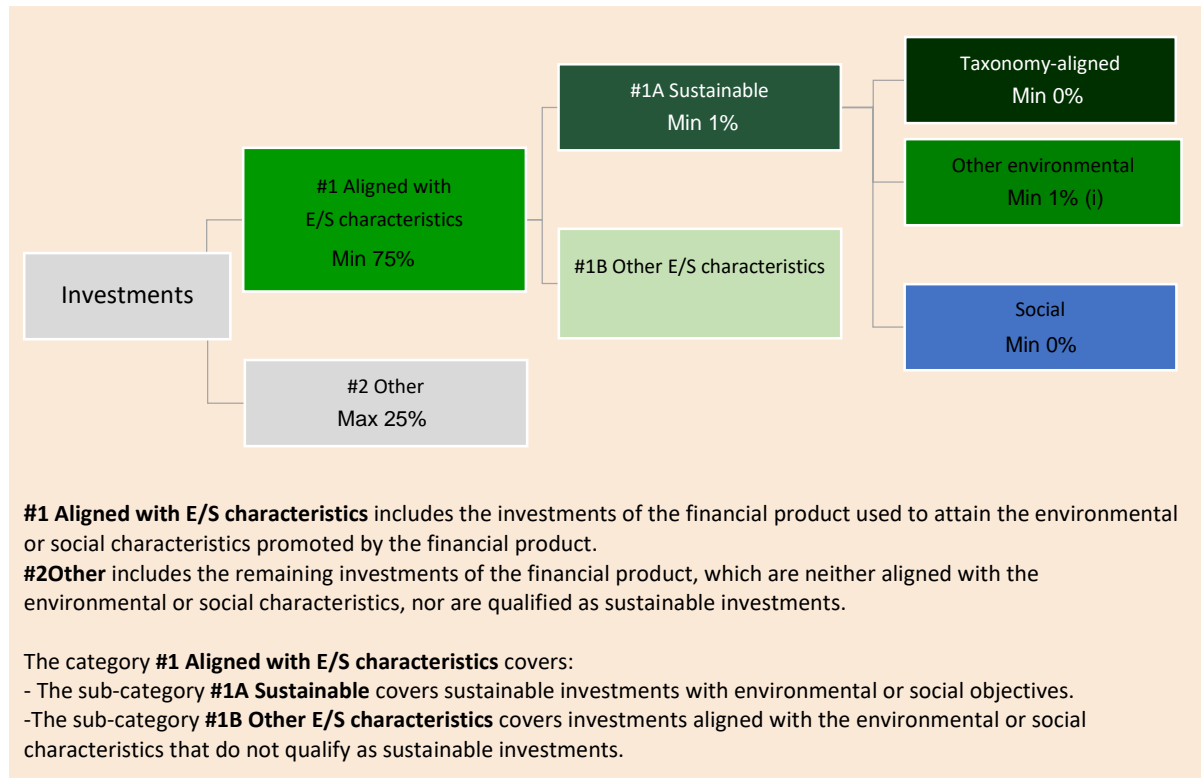 Investments
#1 Aligned with
E/S characteristics
Min 75%
#2 Other
Max 25%
#1A Sustainable
Min 1%
#1B Other E/S characteristics
Taxonomy-aligned
Min 0%
Other environmental
Min 1% (i)
Social
Min 0%
#1 Aligned with E/S characteristics includes the investments of the financial product used to attain the environmental
or social characteristics promoted by the financial product.
#2Other includes the remaining investments of the financial product, which are neither aligned with the
environmental or social characteristics, nor are qualified as sustainable investments.
The category #1 Aligned with E/S characteristics covers:
- The sub-category #1A Sustainable covers sustainable investments with environmental or social objectives.
-The sub-category #1B Other E/S characteristics covers investments aligned with the environmental or social
characteristics that do not qualify as sustainable investments.